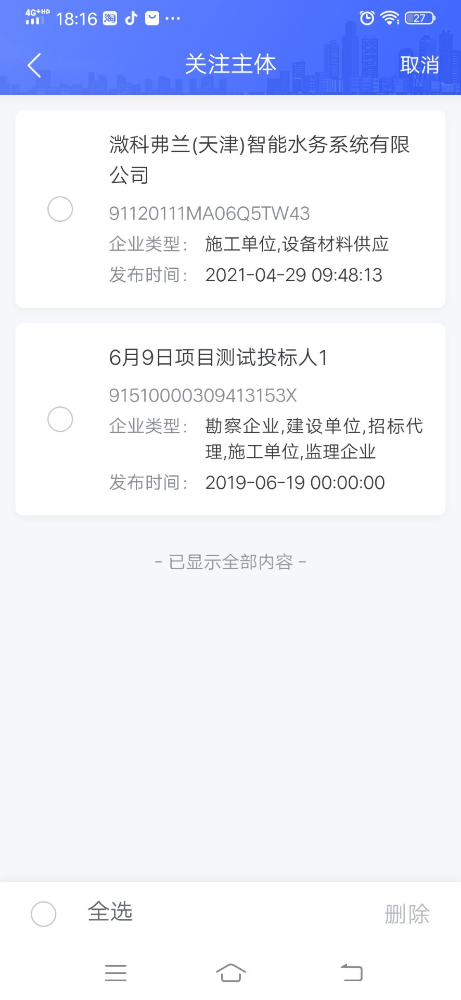 4G+HD 18:16 淘 27
关注主体
取消
溦科弗兰(天津)智能水务系统有限
公司
91120111MA06Q5TW43
企业类型: 施工单位,设备材料供应
发布时间: 2021-04-29 09:48:13
6月9日项目测试投标人1
91510000309413153X
企业类型: 勘察企业,建设单位,招标代
理,施工单位,监理企业
发布时间: 2019-06-19 00:00:00
- 已显示全部内容 -
全选
删除